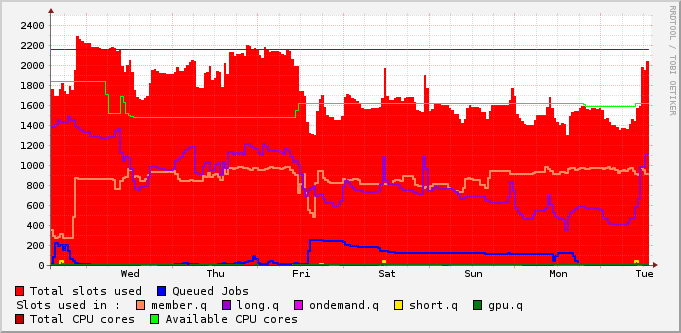 RRDTOOL / TOBI OETIKER
2400
2200
2000
1800
1600
1400
1200
1000
800
600
400
200
0
Wed Thu Fri Sat Sun Mon Tue
Total slots used Queued Jobs
Slots used in : member.q long.q ondemand.q short.q gpu.q
Total CPU cores Available CPU cores